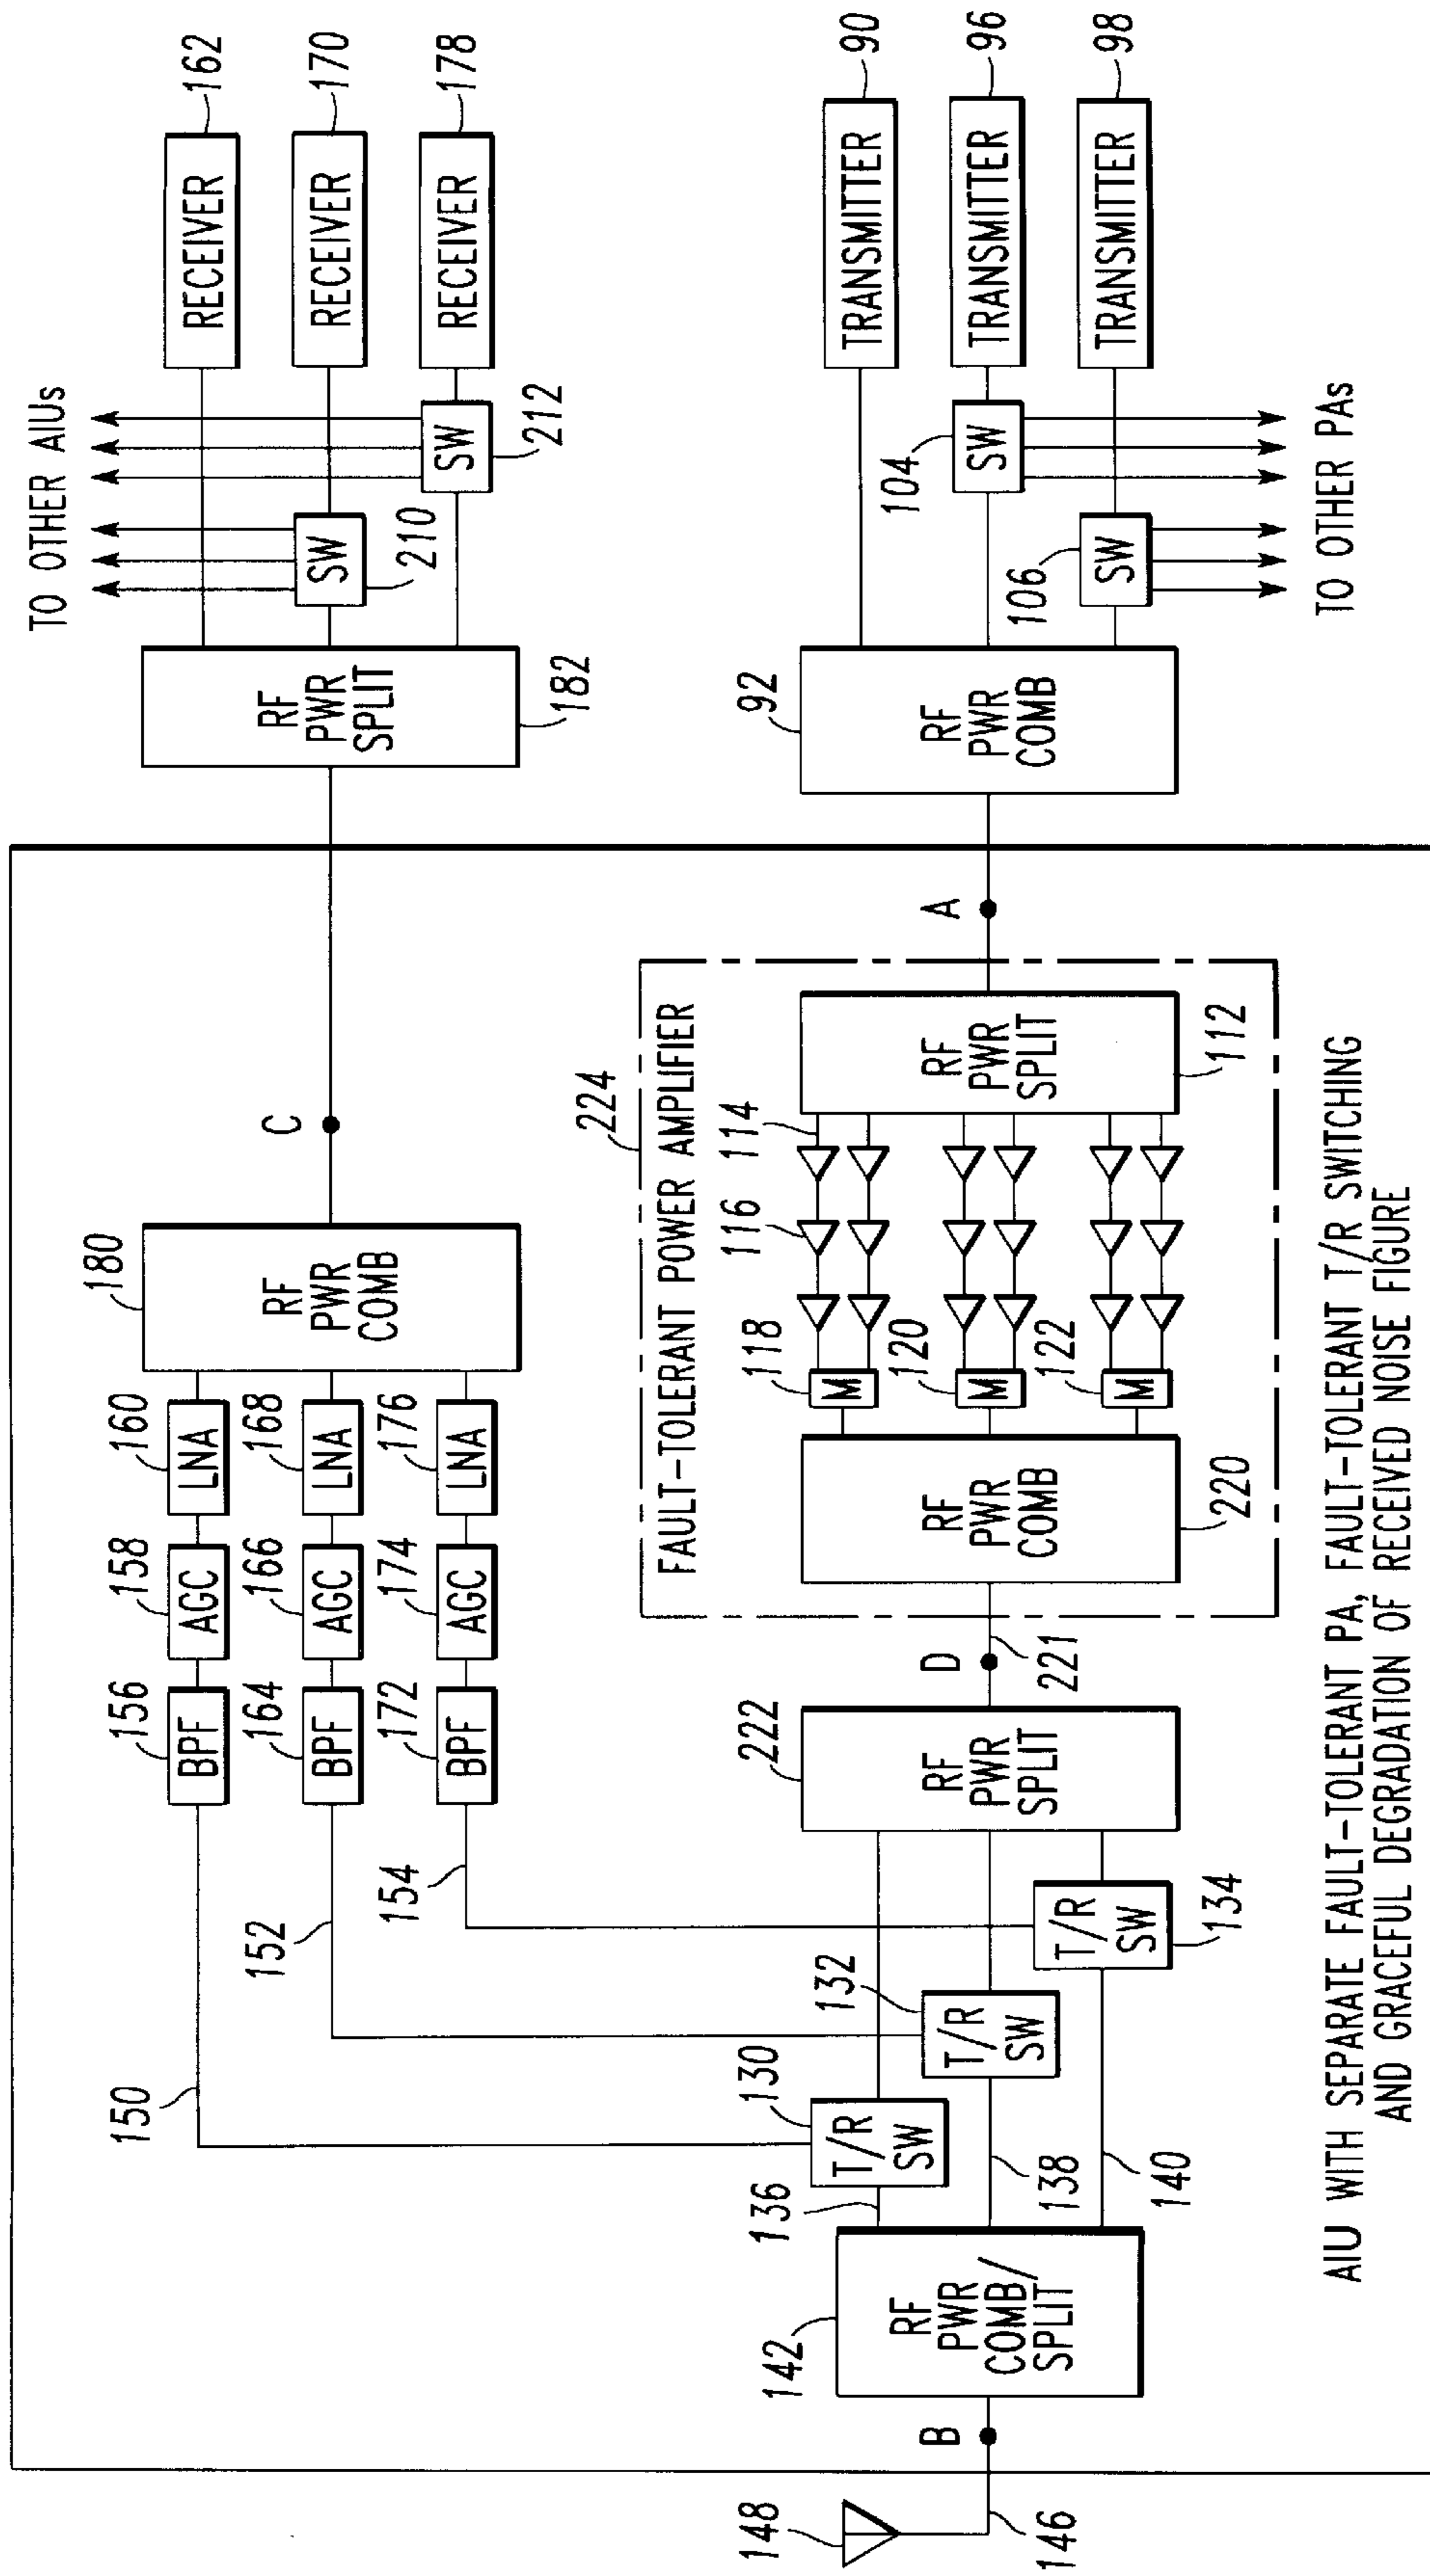 TO OTHER AIUs
RECEIVER
162
RECEIVER
170
RECEIVER
178
SW
210
SW
212
RF
PWR
SPLIT
182
C
180
RF
PWR
COMB
156
BPF
158
AGC
160
LNA
164
BPF
166
AGC
168
LNA
172
BPF
174
AGC
176
LNA
150
152
154
TRANSMITTER
90
TRANSMITTER
96
TRANSMITTER
98
104
SW
106
SW
TO OTHER PAs
92
RF
PWR
COMB
A
224
FAULT-TOLERANT POWER AMPLIFIER
RF
PWR
SPLIT
112
114
116
118
M
120
M
122
M
RF
PWR
COMB
220
D
221
222
RF
PWR
SPLIT
130
T/R
SW
132
T/R
SW
T/R
SW
134
136
138
140
142
RF
PWR
COMB/
SPLIT
B
148
146
AIU WITH SEPARATE FAULT-TOLERANT PA, FAULT-TOLERANT T/R SWITCHING
AND GRACEFUL DEGRADATION OF RECEIVED NOISE FIGURE